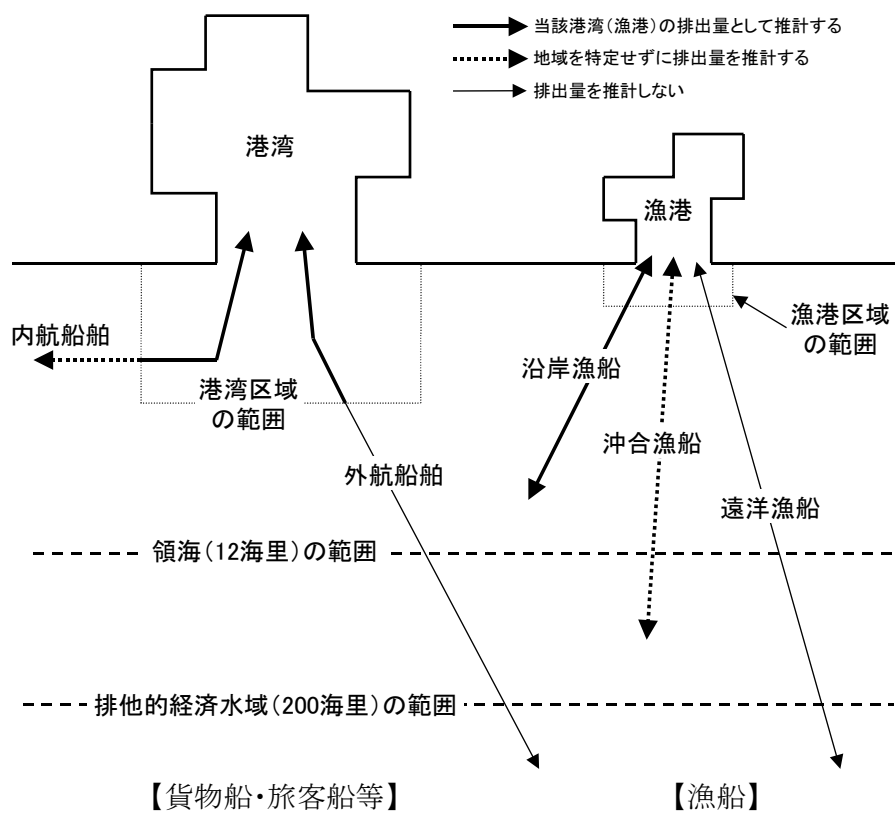 当該港湾(漁港)の排出量として推計する
地域を特定せずに排出量を推計する
排出量を推計しない
港湾
漁港
内航船舶
港湾区域
の範囲
漁港区域
の範囲
沿岸漁船
沖合漁船
外航船舶
遠洋漁船
領海(12海里)の範囲
排他的経済水域(200海里)の範囲
【貨物船・旅客船等】
【漁船】